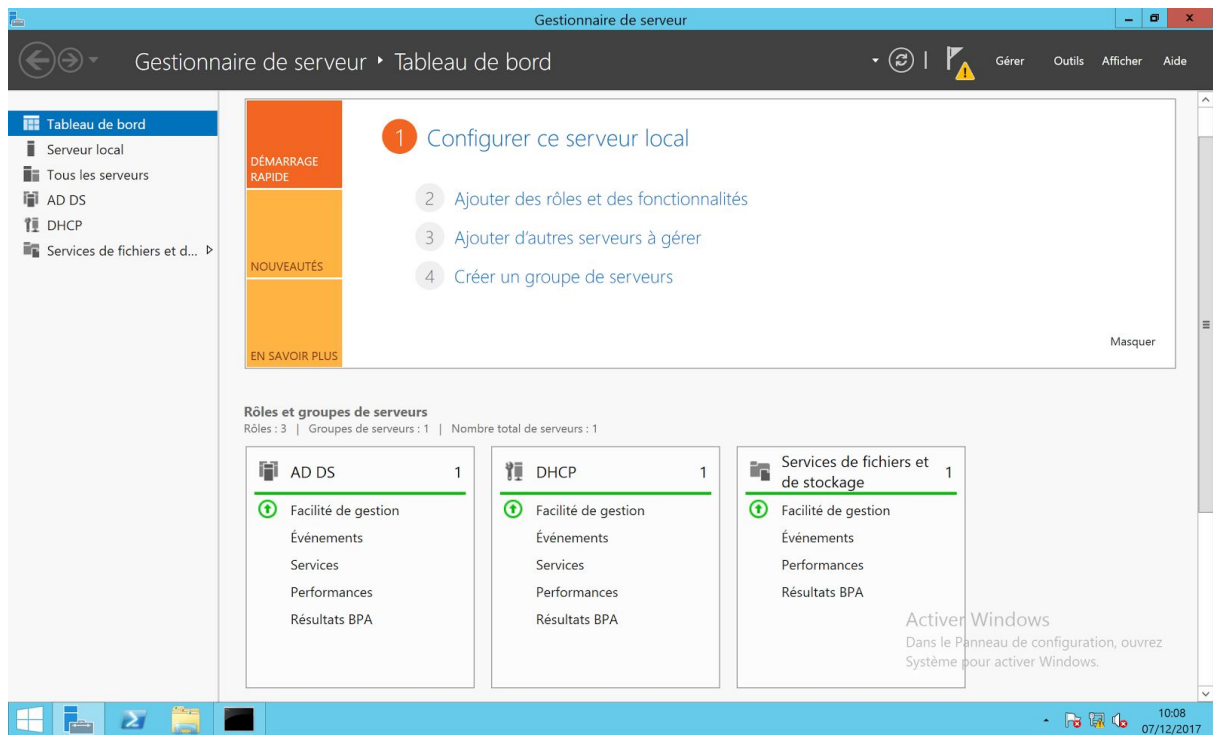 Gestionnaire de serveur
Gestionnaire de serveur ‣ Tableau de bord
Gérer
Outils
Afficher
Aide
Tableau de bord
Serveur local
Tous les serveurs
AD DS
DHCP
Services de fichiers et d...
DÉMARRAGE
RAPIDE
NOUVEAUTÉS
EN SAVOIR PLUS
1 Configurer ce serveur local
2 Ajouter des rôles et des fonctionnalités
3 Ajouter d'autres serveurs à gérer
4 Créer un groupe de serveurs
Masquer
Rôles et groupes de serveurs
Rôles : 3 | Groupes de serveurs : 1 | Nombre total de serveurs : 1
AD DS 1
Facilité de gestion
Événements
Services
Performances
Résultats BPA
DHCP 1
Facilité de gestion
Événements
Services
Performances
Résultats BPA
Services de fichiers et
de stockage 1
Facilité de gestion
Événements
Performances
Résultats BPA
Activer Windows
Dans le Panneau de configuration, ouvrez
Système pour activer Windows.
10:08
07/12/2017